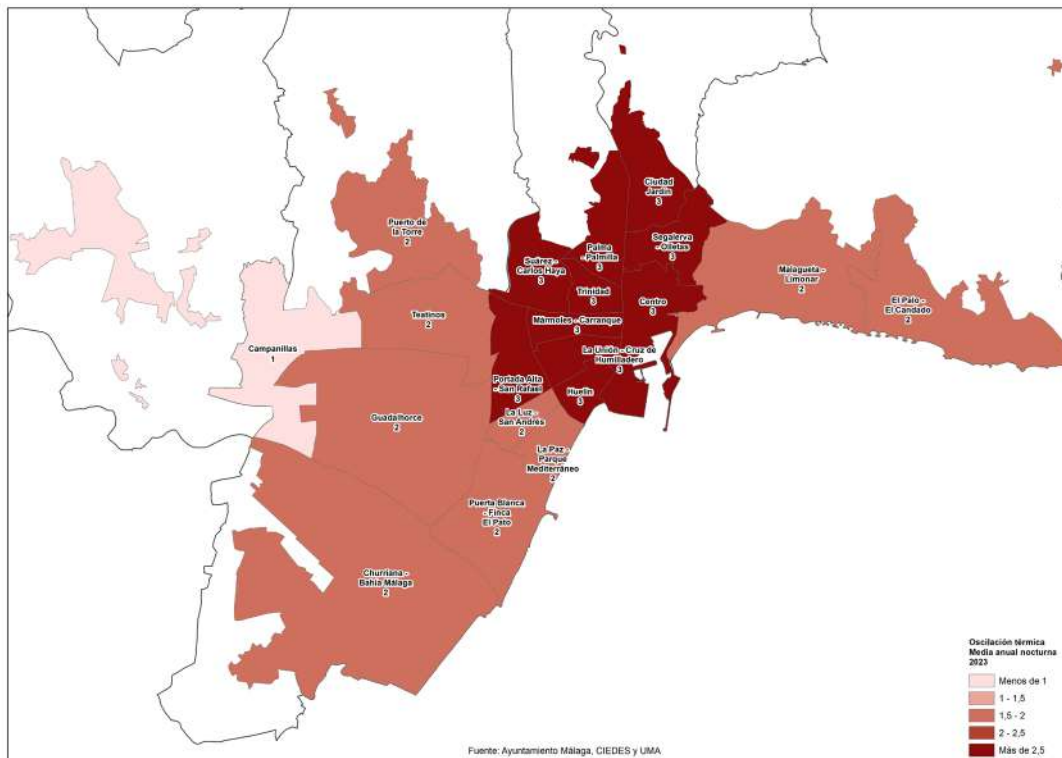 Ciudad
Jardín
3
Puerto de
la Torre
2
Segalerva
- Olletas
3
Palma
- Palmilla
3
Suárez -
Carlos Haya
3
Malagueta -
Limonar
2
Trinidad
3
Centro
3
El Palo -
El Candado
2
Teatinos
2
Mármoles - Carranque
3
Campanillas
1
La Unión - Cruz de
Humilladero
3
Portada Alta
- San Rafael
3
Huelin
3
Guadalhorce
2
La Luz -
San Andrés
2
La Paz -
Parque
Mediterráneo
2
Puerta Blanca
- Finca
El Pato
2
Churriana -
Bahía Málaga
2
Oscilación térmica
Media anual nocturna
2023
Menos de 1
1 - 1,5
1,5 - 2
2 - 2,5
Más de 2,5
Fuente: Ayuntamiento Málaga, CIEDES y UMA